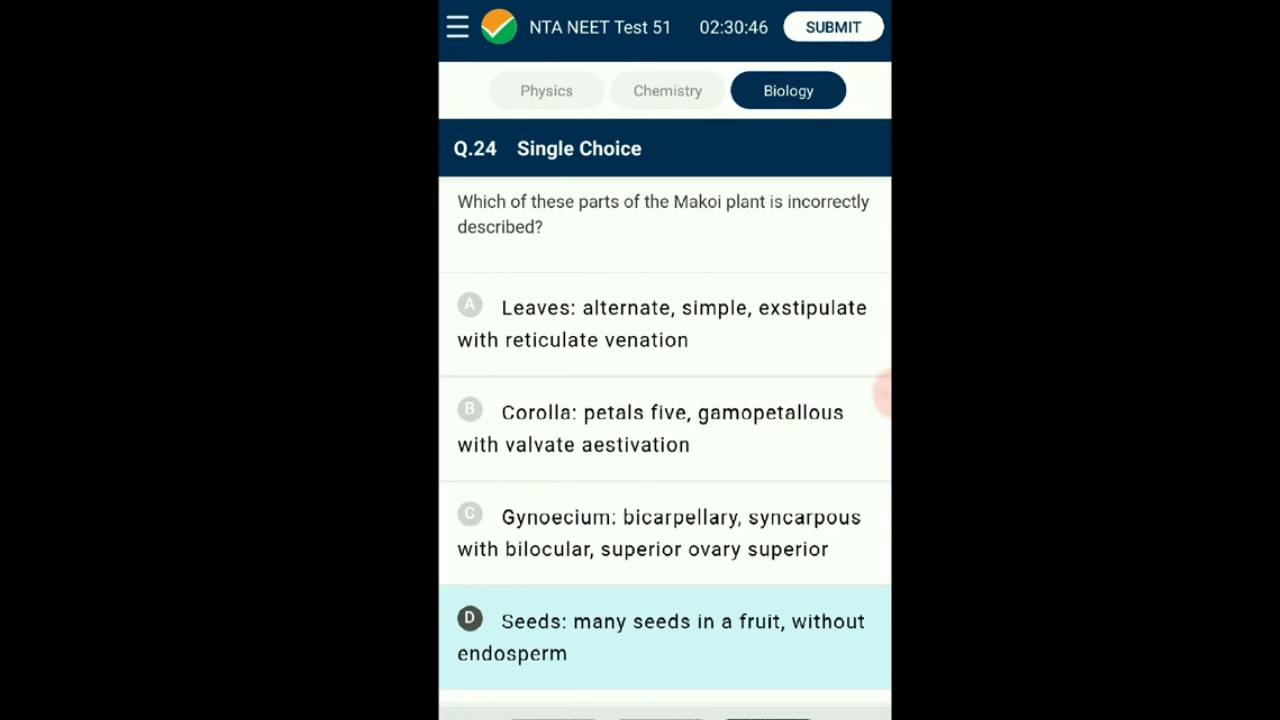 NTA NEET Test 51 02:30:46 SUBMIT
Physics Chemistry Biology
Q.24 Single Choice
Which of these parts of the Makoi plant is incorrectly
described?
A Leaves: alternate, simple, exstipulate
with reticulate venation
B Corolla: petals five, gamopetallous
with valvate aestivation
C Gynoecium: bicarpellary, syncarpous
with bilocular, superior ovary superior
D Seeds: many seeds in a fruit, without
endosperm